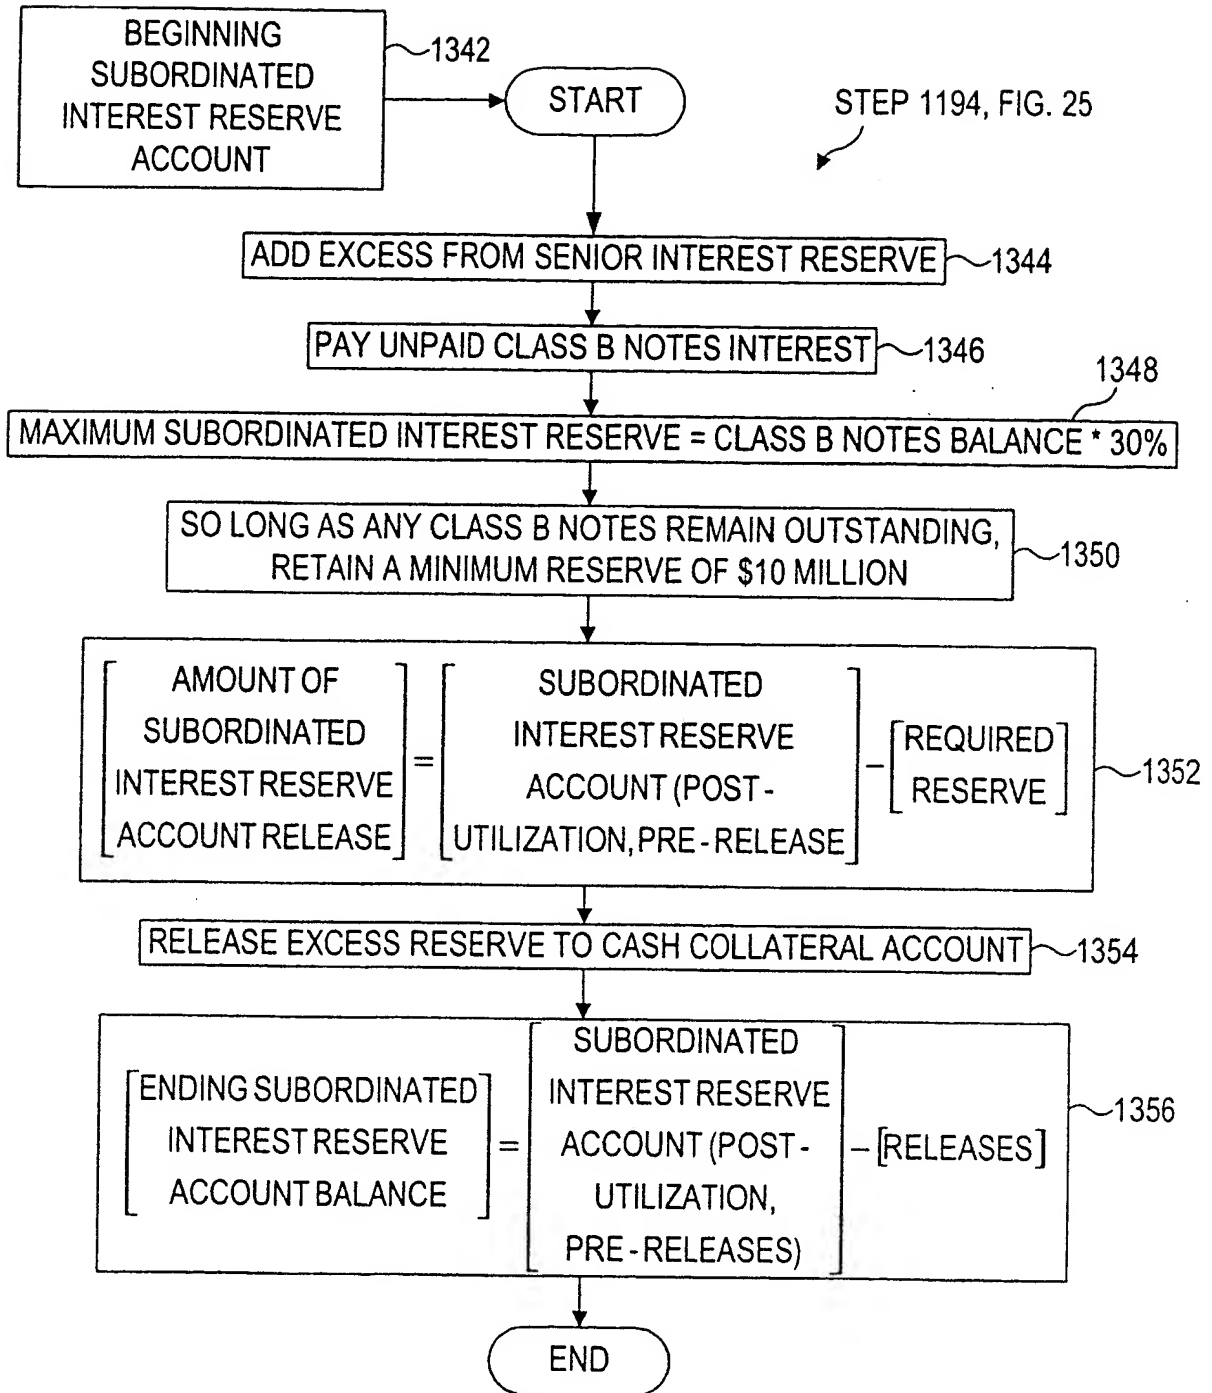 BEGINNING
SUBORDINATED
INTEREST RESERVE
ACCOUNT
1342
START
STEP 1194, FIG. 25
ADD EXCESS FROM SENIOR INTEREST RESERVE
1344
PAY UNPAID CLASS B NOTES INTEREST
1346
1348
MAXIMUM SUBORDINATED INTEREST RESERVE = CLASS B NOTES BALANCE * 30%
SO LONG AS ANY CLASS B NOTES REMAIN OUTSTANDING,
RETAIN A MINIMUM RESERVE OF $10 MILLION
1350
AMOUNT OF
SUBORDINATED
INTEREST RESERVE
ACCOUNT RELEASE
=
SUBORDINATED
INTEREST RESERVE
ACCOUNT (POST -
UTILIZATION, PRE - RELEASE
–
REQUIRED
RESERVE
1352
RELEASE EXCESS RESERVE TO CASH COLLATERAL ACCOUNT
1354
ENDING SUBORDINATED
INTEREST RESERVE
ACCOUNT BALANCE
=
SUBORDINATED
INTEREST RESERVE
ACCOUNT (POST -
UTILIZATION,
PRE - RELEASES)
– [RELEASES]
1356
END